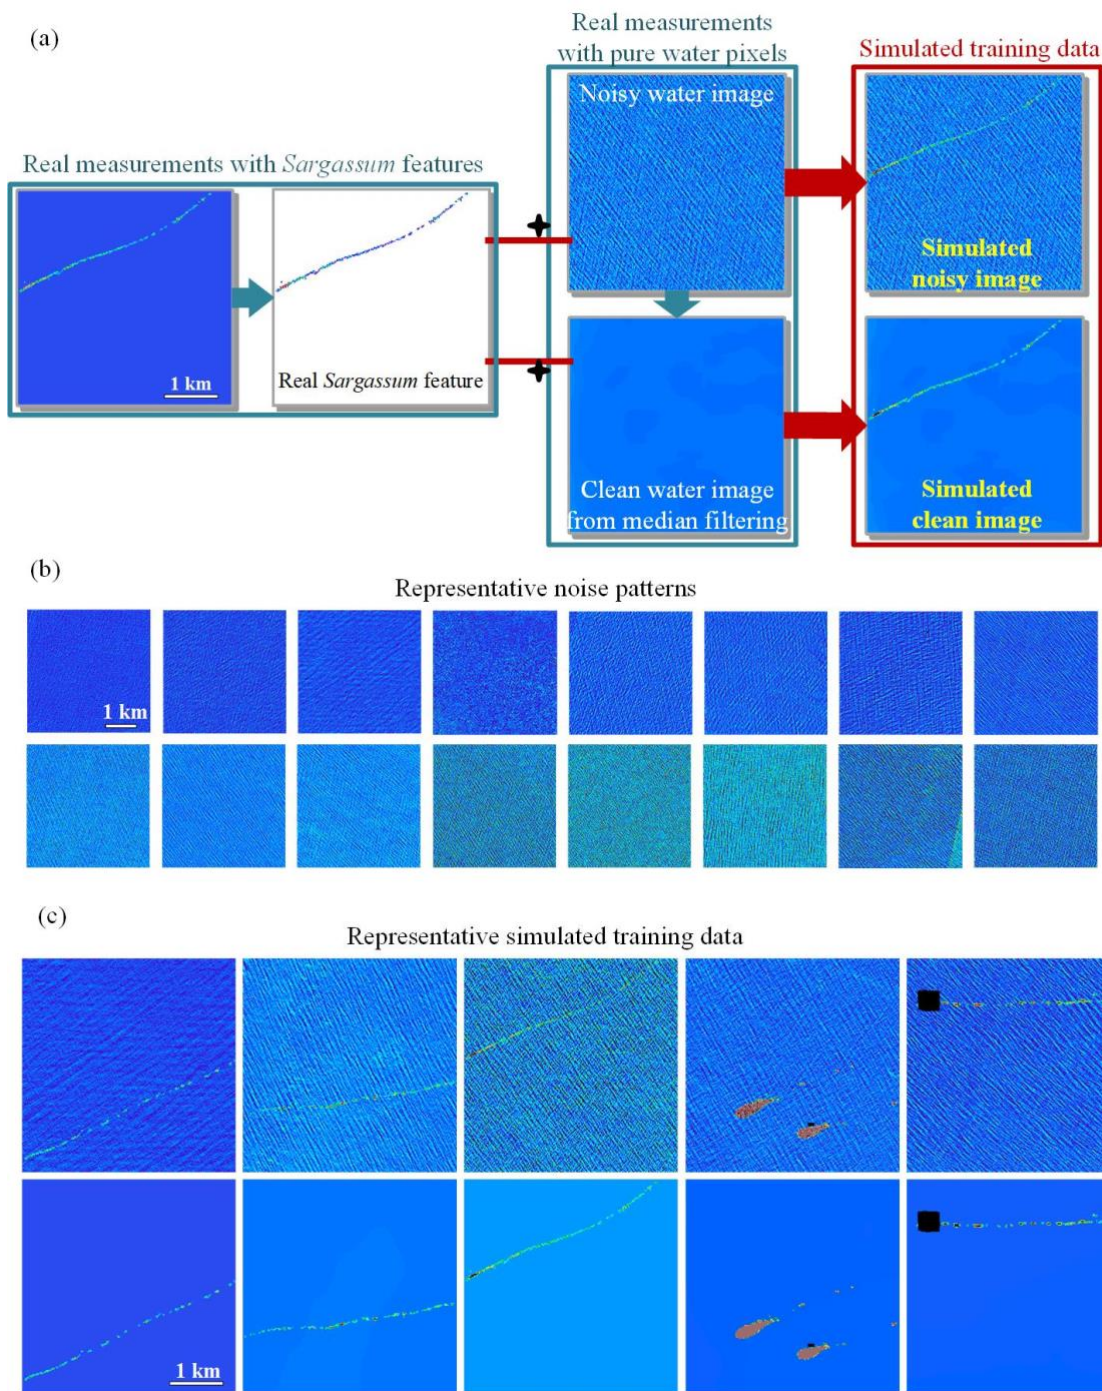 (a)
Real measurements
with pure water pixels
Simulated training data
Noisy water image
Real measurements with Sargassum features
Simulated
noisy image
1 km
Real Sargassum feature
Clean water image
from median filtering
Simulated
clean image
(b)
Representative noise patterns
1 km
(c)
Representative simulated training data
1 km